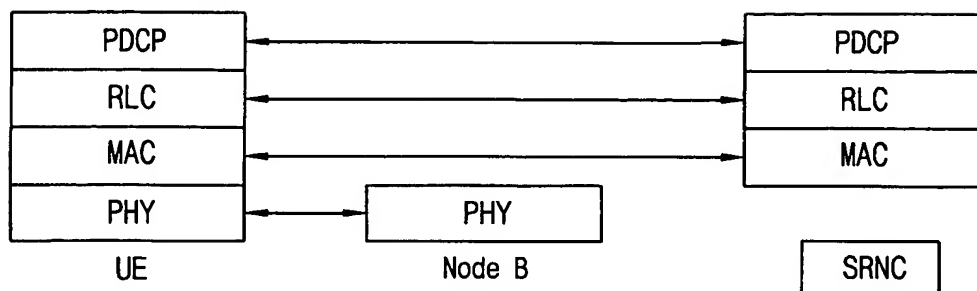 PDCP PDCP
RLC RLC
MAC MAC
PHY PHY
UE Node B SRNC